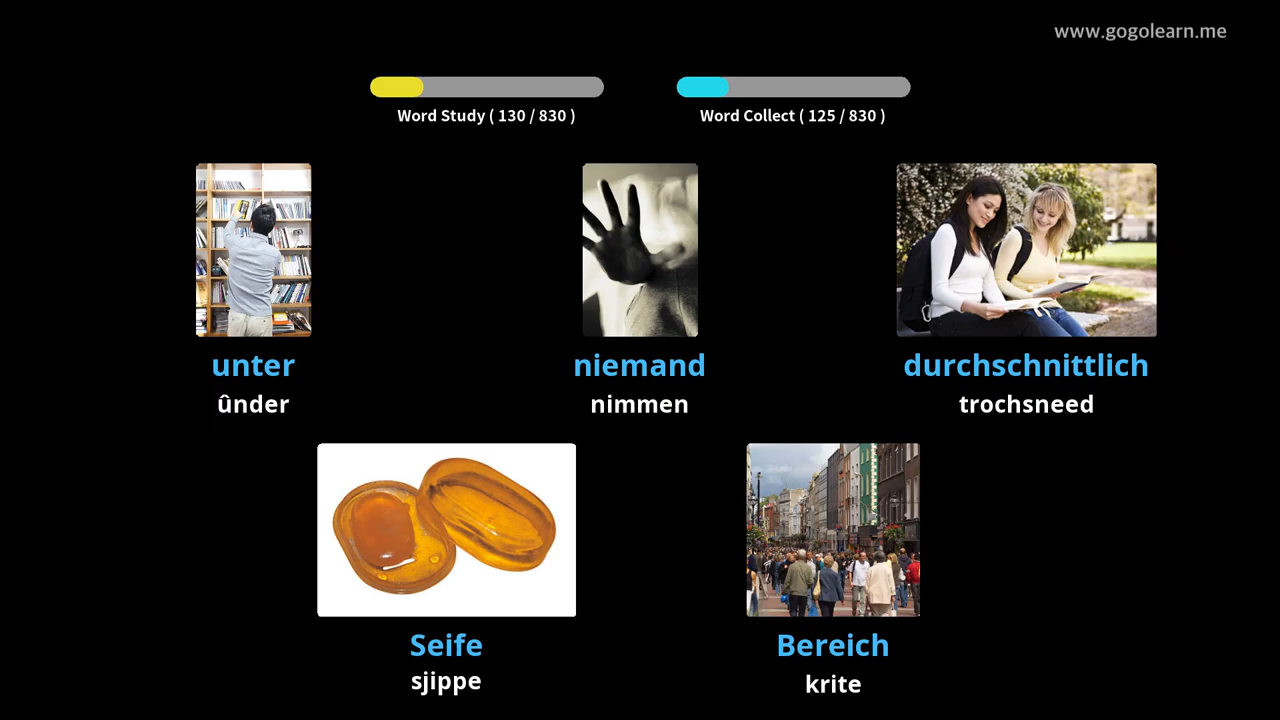 www.gogolearn.me
Word Study ( 130 / 830 )
Word Collect ( 125 / 830 )
unter
niemand
durchschnittlich
ûnder
nimmen
trochsneed
Seife
Bereich
sjippe
krite